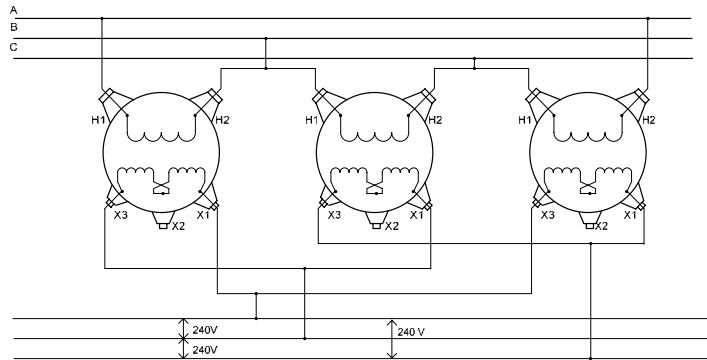 A
B
C
H1 H2 H1 H2 H1 H2
X3 X2 X1 X3 X2 X1 X3 X2 X1
240V 240 V
240V